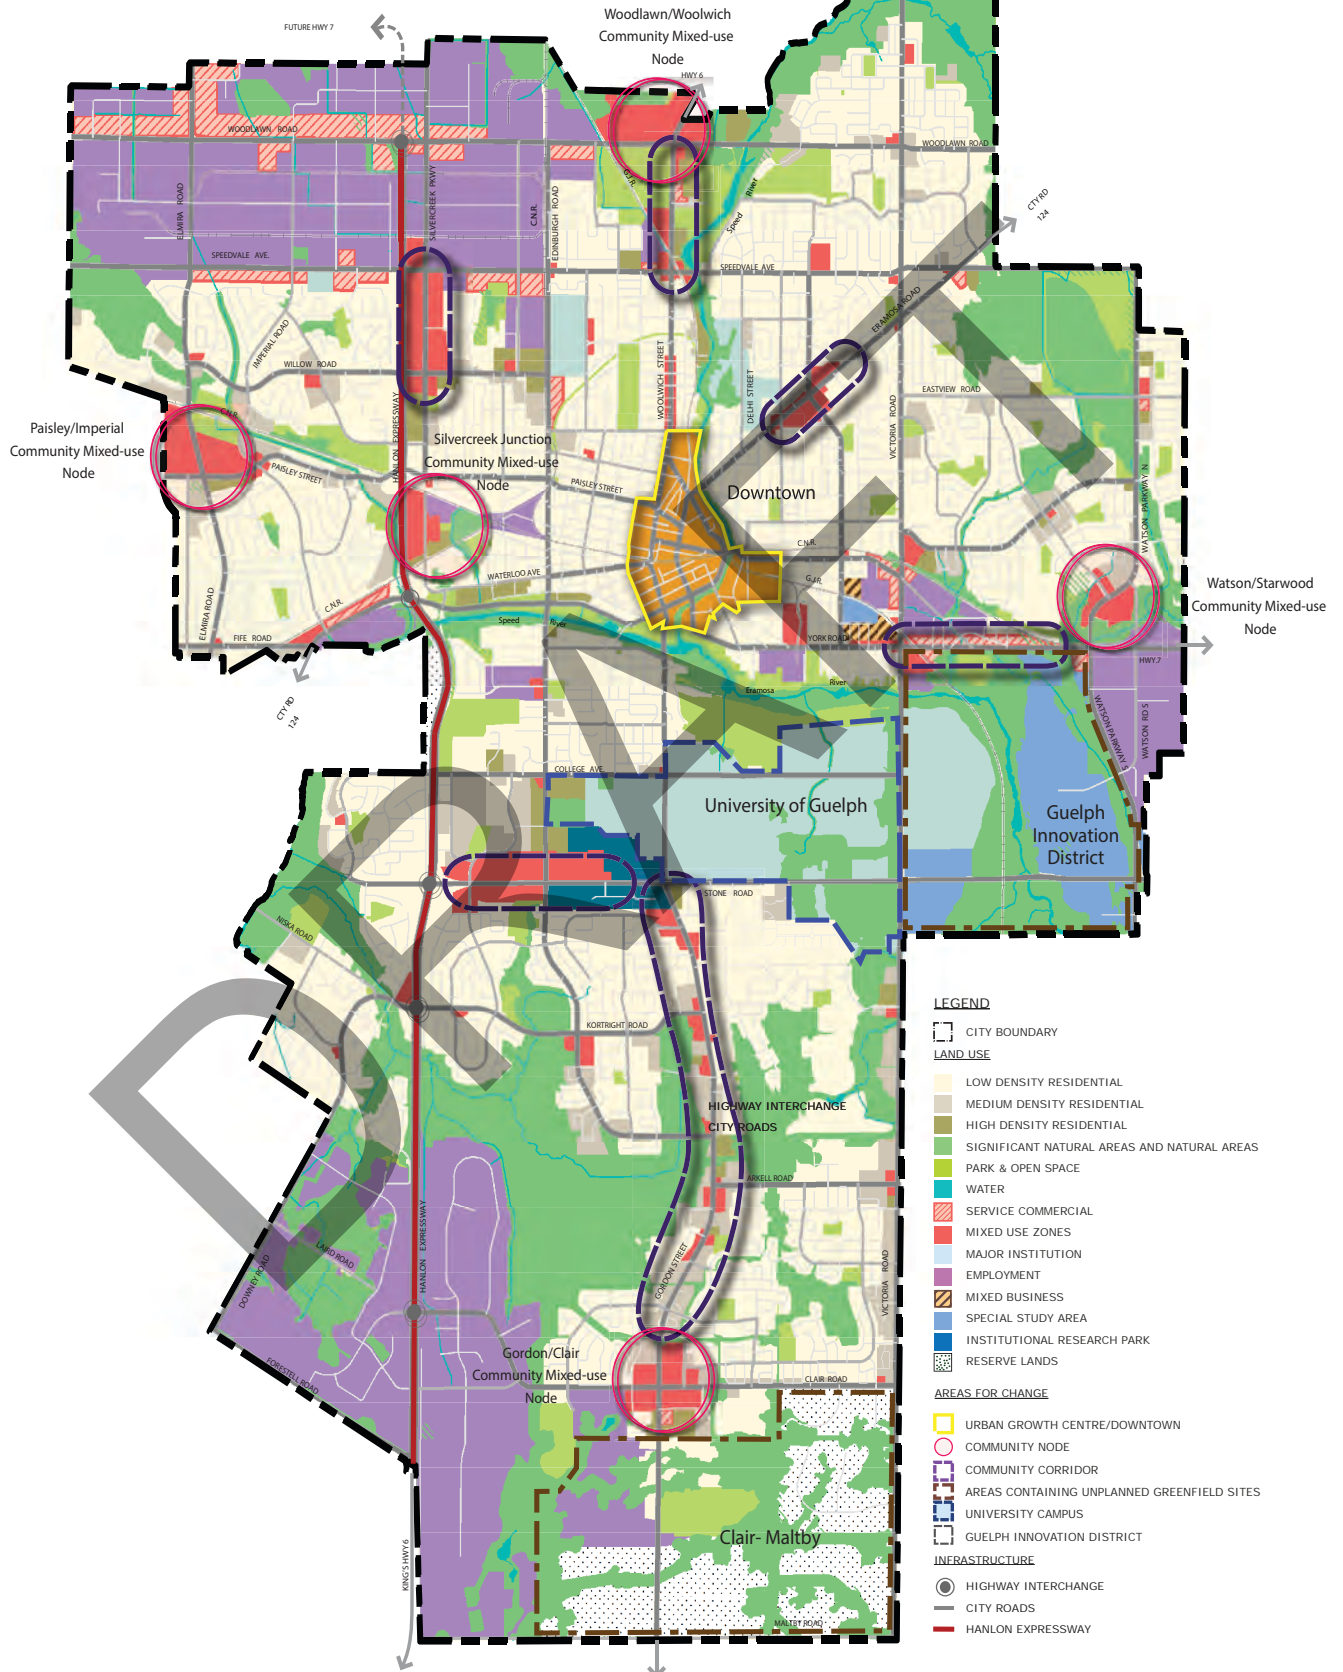 Woodlawn/Woolwich
Community Mixed-use
Node
FUTURE HWY 7
HWY 6
WOODLAWN ROAD
WOODLAWN ROAD
ELMIRA ROAD
SILVERCREEK PKWY
C.N.R.
EDINBURGH ROAD
G.J.R.
Speed River
CTY RD
124
SPEEDVALE AVE.
SPEEDVALE AVE
ERAMOSA ROAD
IMPERIAL ROAD
WILLOW ROAD
WOOLWICH STREET
DELHI STREET
VICTORIA ROAD
EASTVIEW ROAD
HANLON EXPRESSWAY
C.N.R.
Paisley/Imperial
Community Mixed-use
Node
PAISLEY STREET
Silvercreek Junction
Community Mixed-use
Node
PAISLEY STREET
Downtown
WATSON PARKWAY N
C.N.R.
G.J.R.
WATERLOO AVE
C.N.R.
ELMIRA ROAD
FIFE ROAD
Speed River
YORK ROAD
Watson/Starwood
Community Mixed-use
Node
HWY.7
CTY RD
124
Eramosa River
WATSON PARKWAY S
WATSON RD S
COLLEGE AVE.
University of Guelph
Guelph
Innovation
District
STONE ROAD
NISKA ROAD
KORTRIGHT ROAD
HIGHWAY INTERCHANGE
CITY ROADS
ARKELL ROAD
HANLON EXPRESSWAY
LAIRD ROAD
DOWNEY ROAD
GORDON STREET
VICTORIA ROAD
FORESTELL ROAD
Gordon/Clair
Community Mixed-use
Node
CLAIR ROAD
Clair- Maltby
KING'S HWY 6
MALTBY ROAD
DRAFT
LEGEND
CITY BOUNDARY
LAND USE
LOW DENSITY RESIDENTIAL
MEDIUM DENSITY RESIDENTIAL
HIGH DENSITY RESIDENTIAL
SIGNIFICANT NATURAL AREAS AND NATURAL AREAS
PARK & OPEN SPACE
WATER
SERVICE COMMERCIAL
MIXED USE ZONES
MAJOR INSTITUTION
EMPLOYMENT
MIXED BUSINESS
SPECIAL STUDY AREA
INSTITUTIONAL RESEARCH PARK
RESERVE LANDS
AREAS FOR CHANGE
URBAN GROWTH CENTRE/DOWNTOWN
COMMUNITY NODE
COMMUNITY CORRIDOR
AREAS CONTAINING UNPLANNED GREENFIELD SITES
UNIVERSITY CAMPUS
GUELPH INNOVATION DISTRICT
INFRASTRUCTURE
HIGHWAY INTERCHANGE
CITY ROADS
HANLON EXPRESSWAY